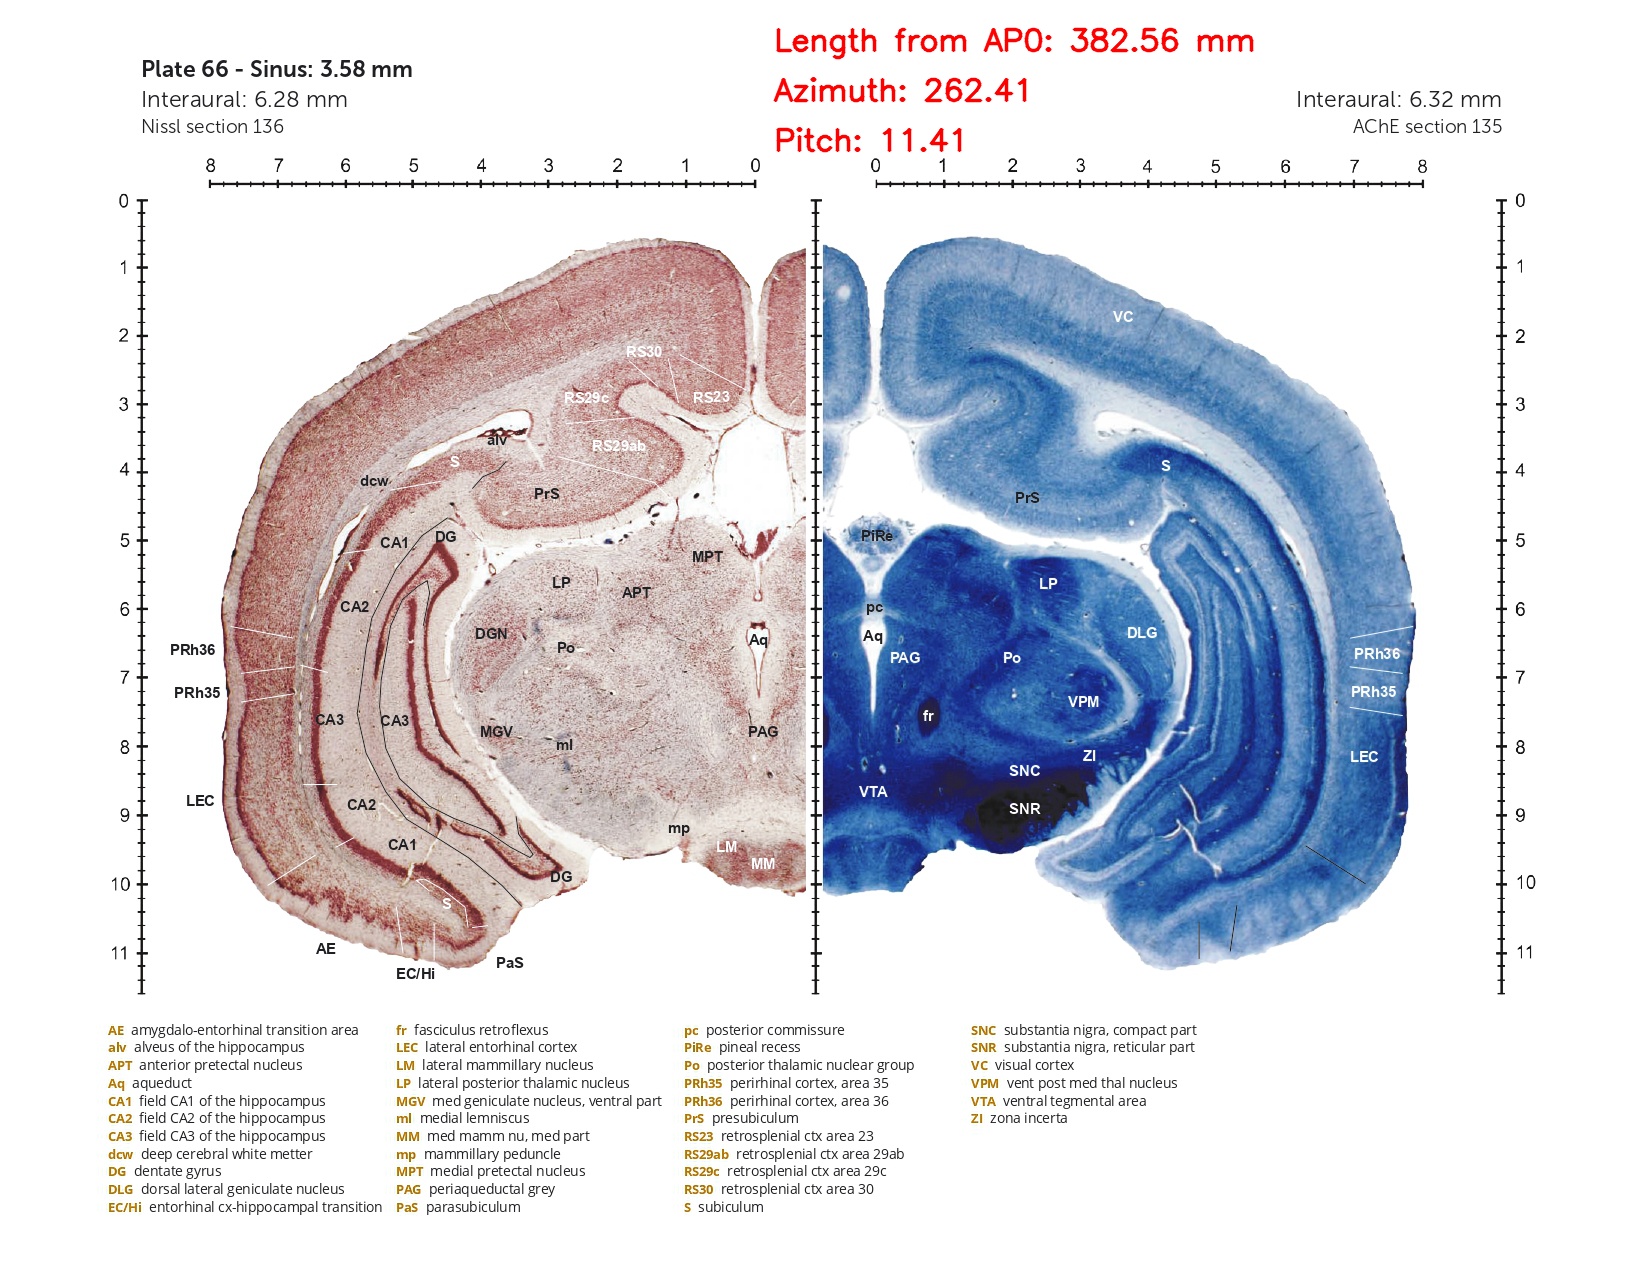 Length from AP0: 382.56 mm
Plate 66 - Sinus: 3.58 mm
Azimuth: 262.41
Interaural: 6.28 mm
Interaural: 6.32 mm
Nissl section 136
AChE section 135
Pitch: 11.41
8 7 6 5 4 3 2 1 0
0 1 2 3 4 5 6 7 8
0 0
1 1
VC
2 2
RS30
3 RS29c RS23 3
alv RS29ab
4 S S 4
dcw PrS PrS
5 CA1 DG PiRe 5
MPT
LP APT LP
6 CA2 pc 6
DGN Aq Aq DLG
PRh36 Po PAG Po PRh36
7 7
PRh35 VPM PRh35
CA3 CA3 MGV PAG fr
8 ml ZI LEC 8
SNC
LEC CA2 VTA SNR
9 mp 9
CA1 LM MM
10 DG 10
S
11 AE EC/Hi PaS 11
AE amygdalo-entorhinal transition area
alv alveus of the hippocampus
APT anterior pretectal nucleus
Aq aqueduct
CA1 field CA1 of the hippocampus
CA2 field CA2 of the hippocampus
CA3 field CA3 of the hippocampus
dcw deep cerebral white metter
DG dentate gyrus
DLG dorsal lateral geniculate nucleus
EC/Hi entorhinal cx-hippocampal transition
fr fasciculus retroflexus
LEC lateral entorhinal cortex
LM lateral mammillary nucleus
LP lateral posterior thalamic nucleus
MGV med geniculate nucleus, ventral part
ml medial lemniscus
MM med mamm nu, med part
mp mammillary peduncle
MPT medial pretectal nucleus
PAG periaqueductal grey
PaS parasubiculum
pc posterior commissure
PiRe pineal recess
Po posterior thalamic nuclear group
PRh35 perirhinal cortex, area 35
PRh36 perirhinal cortex, area 36
PrS presubiculum
RS23 retrosplenial ctx area 23
RS29ab retrosplenial ctx area 29ab
RS29c retrosplenial ctx area 29c
RS30 retrosplenial ctx area 30
S subiculum
SNC substantia nigra, compact part
SNR substantia nigra, reticular part
VC visual cortex
VPM vent post med thal nucleus
VTA ventral tegmental area
ZI zona incerta